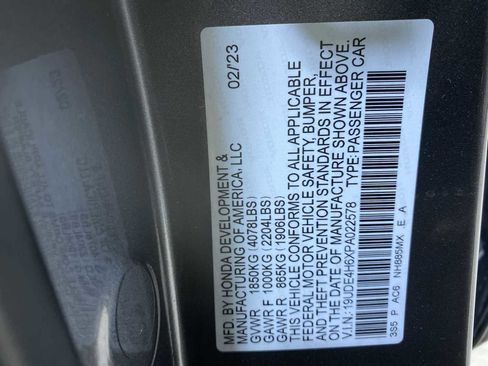 MFD. BY HONDA DEVELOPMENT & 02/'23
MANUFACTURING OF AMERICA, LLC
GVWR 1850KG (4078LBS)
GAWR F 1000KG (2204LBS)
GAWR R 865KG (1906LBS)
THIS VEHICLE CONFORMS TO ALL APPLICABLE
FEDERAL MOTOR VEHICLE SAFETY, BUMPER,
AND THEFT PREVENTION STANDARDS IN EFFECT
ON THE DATE OF MANUFACTURE SHOWN ABOVE.
V.I.N.:19UDE4H6XPA022578 TYPE:PASSENGER CAR
3S5 P AC6 NH885MX E A